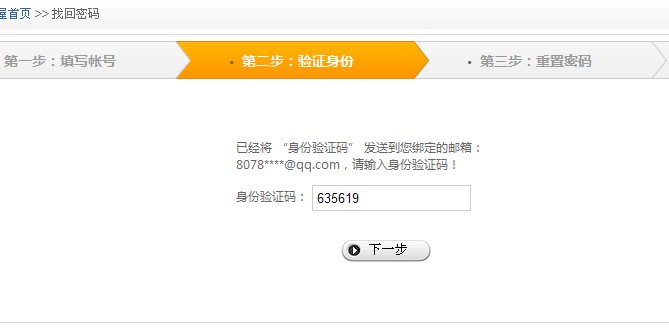 屋首页 >> 找回密码
第一步：填写帐号
• 第二步：验证身份
• 第三步：重置密码
已经将 “身份验证码” 发送到您绑定的邮箱：
8078****@qq.com，请输入身份验证码！
身份验证码： 635619
下一步